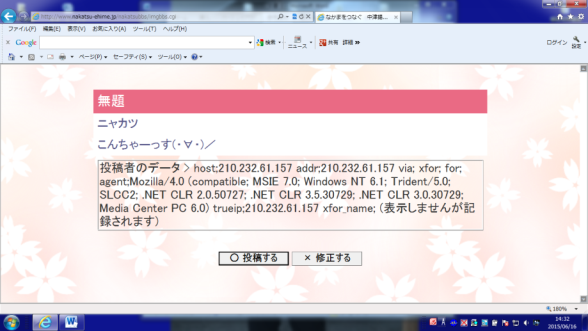 http://www.nakatsu-ehime.jp/nakatsubbs/imgbbs.cgi
なかまをつなぐ 中津糖...
ファイル(F) 編集(E) 表示(V) お気に入り(A) ツール(T) ヘルプ(H)
× Google 検索 ニュース 共有 詳細 » ログイン 設定
ページ(P) セーフティ(S) ツール(O)
無題
ニャカツ
こんちゃーっす(・∀・)／
投稿者のデータ > host;210.232.61.157 addr;210.232.61.157 via; xfor; for;
agent;Mozilla/4.0 (compatible; MSIE 7.0; Windows NT 6.1; Trident/5.0;
SLCC2; .NET CLR 2.0.50727; .NET CLR 3.5.30729; .NET CLR 3.0.30729;
Media Center PC 6.0) trueip;210.232.61.157 xfor_name; (表示しませんが記
録されます)
○ 投稿する × 修正する
180%
14:32
2015/06/16